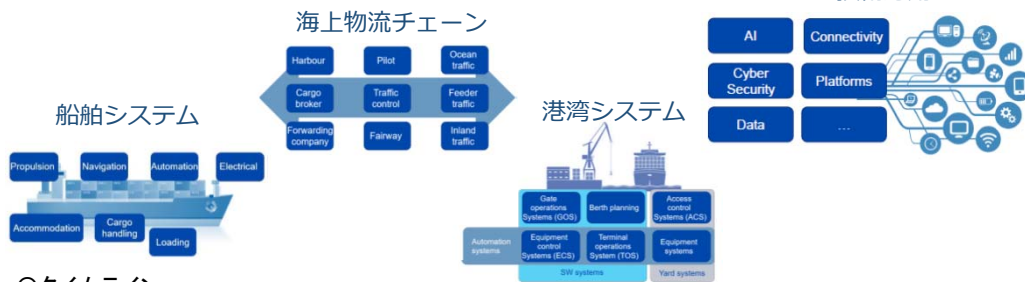 海上物流チェーン
Harbour
Pilot
Ocean
traffic
Cargo
broker
Traffic
control
Feeder
traffic
Forwarding
company
Fairway
Inland
traffic
AI
Connectivity
Cyber
Security
Platforms
Data
...
船舶システム
Propulsion
Navigation
Automation
Electrical
Accommodation
Cargo
handling
Loading
港湾システム
Gate
operations
Systems (GOS)
Berth planning
Access
control
Systems (ACS)
Automation
systems
Equipment
control
Systems (ECS)
Terminal
operations
System (TOS)
Equipment
systems
SW systems
Yard systems